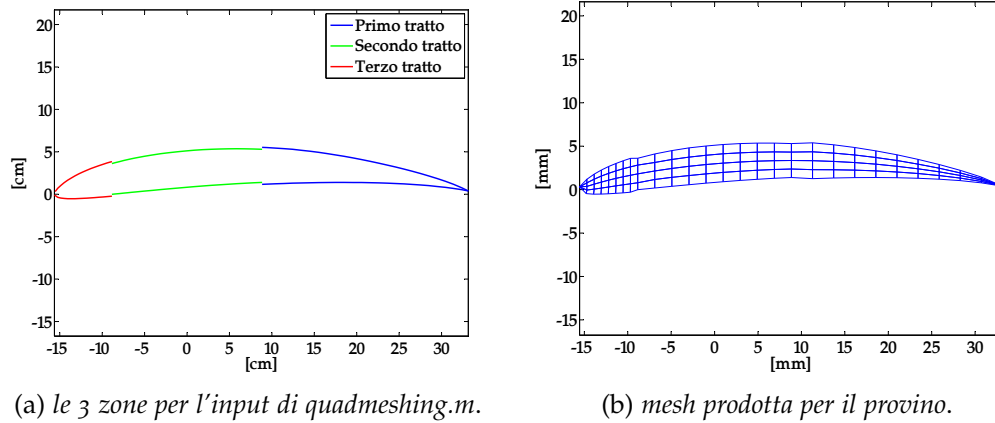 20
15
10
5
0
-5
-10
-15
[cm]
-15 -10 -5 0 5 10 15 20 25 30
[cm]
Primo tratto
Secondo tratto
Terzo tratto
(a) le 3 zone per l'input di quadmeshing.m.
20
15
10
5
0
-5
-10
-15
[mm]
-15 -10 -5 0 5 10 15 20 25 30
[mm]
(b) mesh prodotta per il provino.